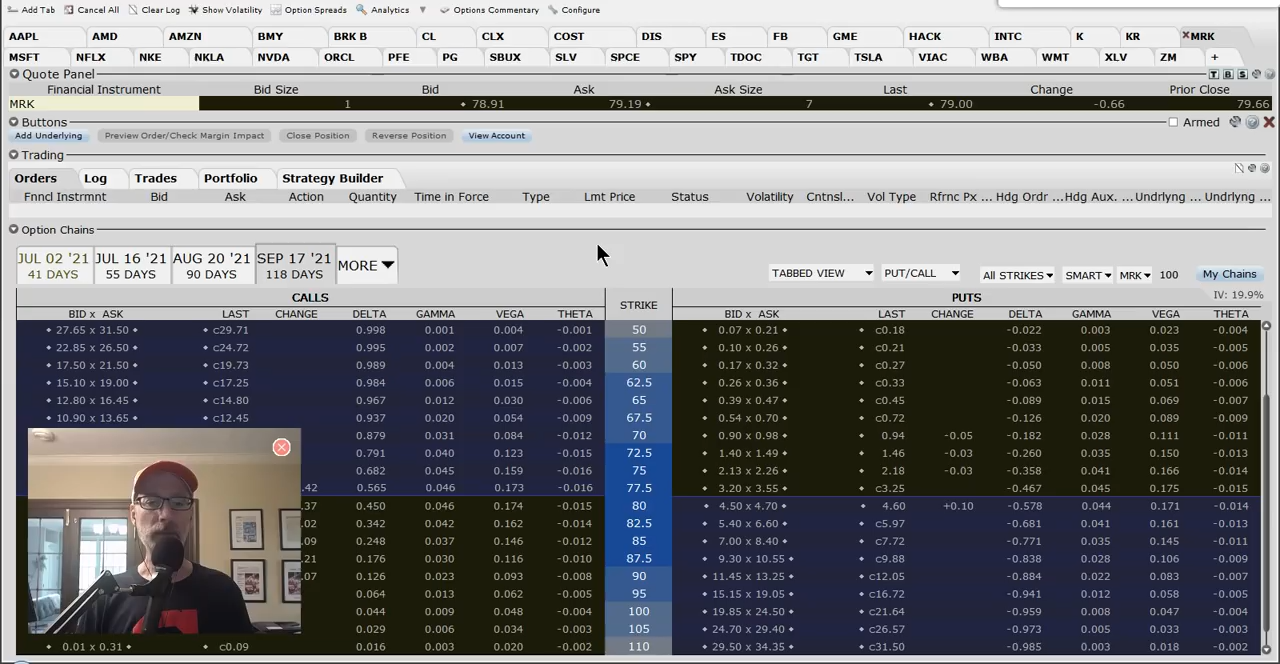 Add Tab Cancel All Clear Log Show Volatility Option Spreads Analytics ▼ Options Commentary Configure
AAPL AMD AMZN BMY BRK B CL CLX COST DIS ES FB GME HACK INTC K KR MRK
MSFT NFLX NKE NKLA NVDA ORCL PFE PG SBUX SLV SPCE SPY TDOC TGT TSLA VIAC WBA WMT XLV ZM +
Quote Panel T B S
Financial Instrument Bid Size Bid Ask Ask Size Last Change Prior Close
MRK 1 78.91 79.19 7 79.00 -0.66 79.66
Buttons Armed
Add Underlying Preview Order/Check Margin Impact Close Position Reverse Position View Account
Trading
Orders Log Trades Portfolio Strategy Builder
Fnncl Instrmnt Bid Ask Action Quantity Time in Force Type Lmt Price Status Volatility Cntnsl... Vol Type Rfrnc Px ... Hdg Ordr ... Hdg Aux. ... Undrlyng ... Undrlyng ...
Option Chains
JUL 02 '21 JUL 16 '21 AUG 20 '21 SEP 17 '21 MORE ▼
41 DAYS 55 DAYS 90 DAYS 118 DAYS
TABBED VIEW ▼ PUT/CALL ▼ All STRIKES ▼ SMART ▼ MRK ▼ 100 My Chains
CALLS STRIKE PUTS IV: 19.9%
BID x ASK LAST CHANGE DELTA GAMMA VEGA THETA BID x ASK LAST CHANGE DELTA GAMMA VEGA THETA
27.65 x 31.50 c29.71 0.998 0.001 0.004 -0.001 50 0.07 x 0.21 c0.18 -0.022 0.003 0.023 -0.004
22.85 x 26.50 c24.72 0.995 0.002 0.007 -0.002 55 0.10 x 0.26 c0.21 -0.033 0.005 0.035 -0.005
17.50 x 21.50 c19.73 0.989 0.004 0.013 -0.003 60 0.17 x 0.32 c0.27 -0.050 0.008 0.050 -0.006
15.10 x 19.00 c17.25 0.984 0.006 0.015 -0.004 62.5 0.26 x 0.36 c0.33 -0.063 0.011 0.051 -0.006
12.80 x 16.45 c14.80 0.967 0.012 0.030 -0.006 65 0.39 x 0.47 c0.45 -0.089 0.015 0.069 -0.007
10.90 x 13.65 c12.45 0.937 0.020 0.054 -0.009 67.5 0.54 x 0.70 c0.72 -0.126 0.020 0.089 -0.009
0.879 0.031 0.084 -0.012 70 0.90 x 0.98 0.94 -0.05 -0.182 0.028 0.111 -0.011
0.791 0.040 0.123 -0.015 72.5 1.40 x 1.49 1.46 -0.03 -0.260 0.035 0.150 -0.013
0.682 0.045 0.159 -0.016 75 2.13 x 2.26 2.18 -0.03 -0.358 0.041 0.166 -0.014
.42 0.565 0.046 0.173 -0.016 77.5 3.20 x 3.55 c3.25 -0.467 0.045 0.175 -0.015
.37 0.450 0.046 0.174 -0.015 80 4.50 x 4.70 4.60 +0.10 -0.578 0.044 0.171 -0.014
.02 0.342 0.042 0.162 -0.014 82.5 5.40 x 6.60 c5.97 -0.681 0.041 0.161 -0.013
.09 0.248 0.037 0.146 -0.012 85 7.00 x 8.40 c7.72 -0.771 0.035 0.145 -0.011
.21 0.176 0.030 0.116 -0.010 87.5 9.30 x 10.55 c9.88 -0.838 0.028 0.106 -0.009
.07 0.126 0.023 0.093 -0.008 90 11.45 x 13.25 c12.05 -0.884 0.022 0.083 -0.007
0.064 0.013 0.062 -0.005 95 15.15 x 19.05 c16.72 -0.941 0.012 0.058 -0.005
0.044 0.009 0.048 -0.004 100 19.85 x 24.50 c21.64 -0.959 0.008 0.047 -0.004
0.029 0.006 0.034 -0.003 105 24.70 x 29.40 c26.57 -0.973 0.005 0.033 -0.003
0.01 x 0.31 c0.09 0.016 0.003 0.020 -0.002 110 29.50 x 34.35 c31.50 -0.985 0.003 0.018 -0.002